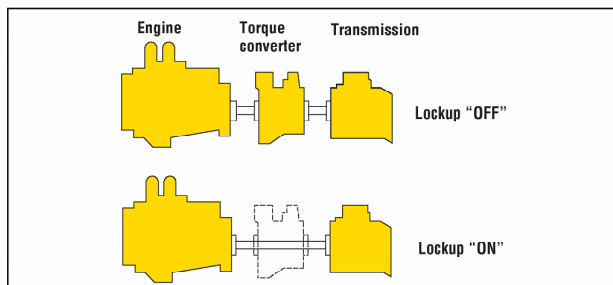 Engine
Torque
converter
Transmission
Lockup “OFF”
Lockup “ON”